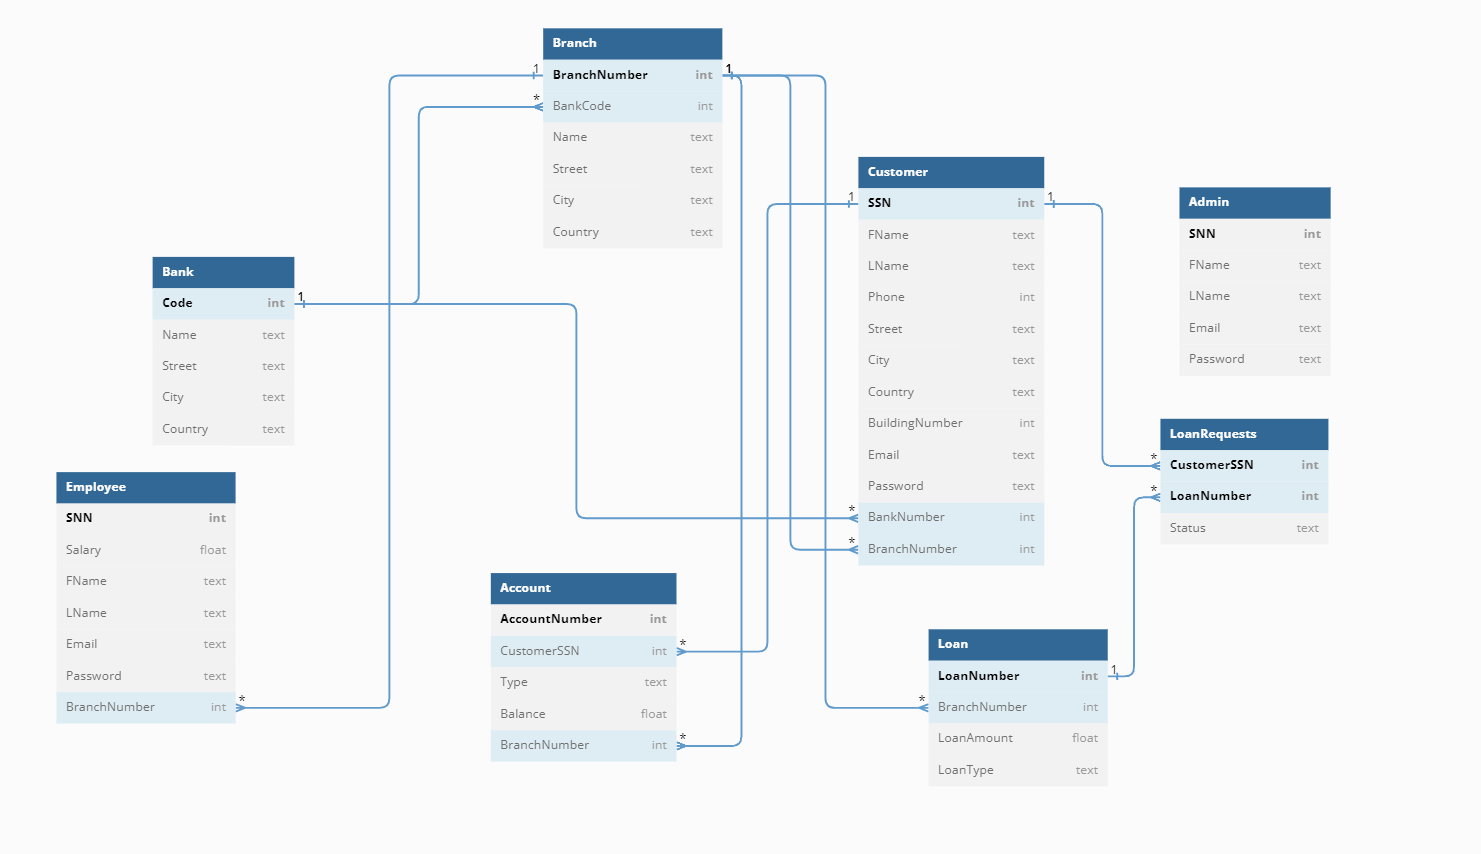 Branch
1 BranchNumber int 1
* BankCode int
Name text
Street text
City text
Country text
Customer
1 SSN int 1
FName text
LName text
Phone int
Street text
City text
Country text
BuildingNumber int
Email text
Password text
* BankNumber int
* BranchNumber int
Admin
SNN int
FName text
LName text
Email text
Password text
Bank
Code int 1
Name text
Street text
City text
Country text
LoanRequests
* CustomerSSN int
* LoanNumber int
Status text
Employee
SNN int
Salary float
FName text
LName text
Email text
Password text
BranchNumber int *
Account
AccountNumber int
CustomerSSN int *
Type text
Balance float
BranchNumber int *
Loan
LoanNumber int 1
* BranchNumber int
LoanAmount float
LoanType text